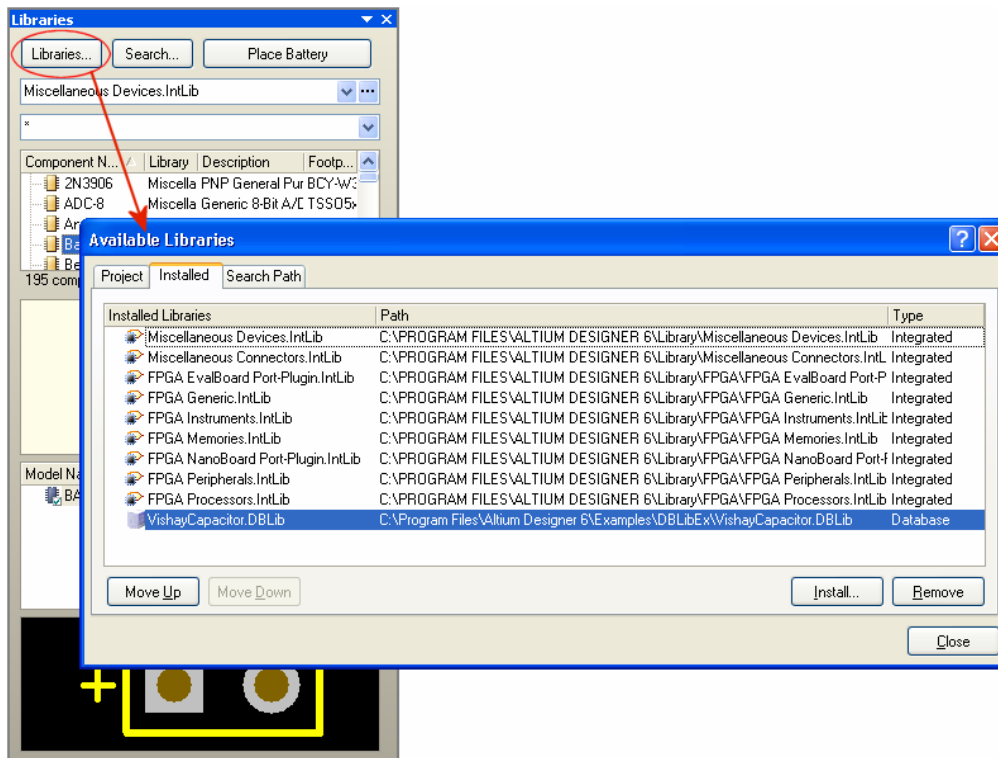 Libraries
Libraries... Search... Place Battery
Miscellaneous Devices.IntLib ...
*
Component N... Library Description Footp...
2N3906 Miscella PNP General Pur BCY-W3
ADC-8 Miscella Generic 8-Bit A/D TSSO5x
Ar
Ba
Be
195 comp
Available Libraries
Project Installed Search Path
Installed Libraries Path Type
Miscellaneous Devices.IntLib C:\PROGRAM FILES\ALTIUM DESIGNER 6\Library\Miscellaneous Devices.IntLib Integrated
Miscellaneous Connectors.IntLib C:\PROGRAM FILES\ALTIUM DESIGNER 6\Library\Miscellaneous Connectors.IntL Integrated
FPGA EvalBoard Port-Plugin.IntLib C:\PROGRAM FILES\ALTIUM DESIGNER 6\Library\FPGA\FPGA EvalBoard Port-P Integrated
FPGA Generic.IntLib C:\PROGRAM FILES\ALTIUM DESIGNER 6\Library\FPGA\FPGA Generic.IntLib Integrated
FPGA Instruments.IntLib C:\PROGRAM FILES\ALTIUM DESIGNER 6\Library\FPGA\FPGA Instruments.IntLib Integrated
FPGA Memories.IntLib C:\PROGRAM FILES\ALTIUM DESIGNER 6\Library\FPGA\FPGA Memories.IntLib Integrated
FPGA NanoBoard Port-Plugin.IntLib C:\PROGRAM FILES\ALTIUM DESIGNER 6\Library\FPGA\FPGA NanoBoard Port-F Integrated
FPGA Peripherals.IntLib C:\PROGRAM FILES\ALTIUM DESIGNER 6\Library\FPGA\FPGA Peripherals.IntLib Integrated
FPGA Processors.IntLib C:\PROGRAM FILES\ALTIUM DESIGNER 6\Library\FPGA\FPGA Processors.IntLib Integrated
VishayCapacitor.DBLib C:\Program Files\Altium Designer 6\Examples\DBLibEx\VishayCapacitor.DBLib Database
Model Na
BA
Move Up Move Down Install... Remove
Close